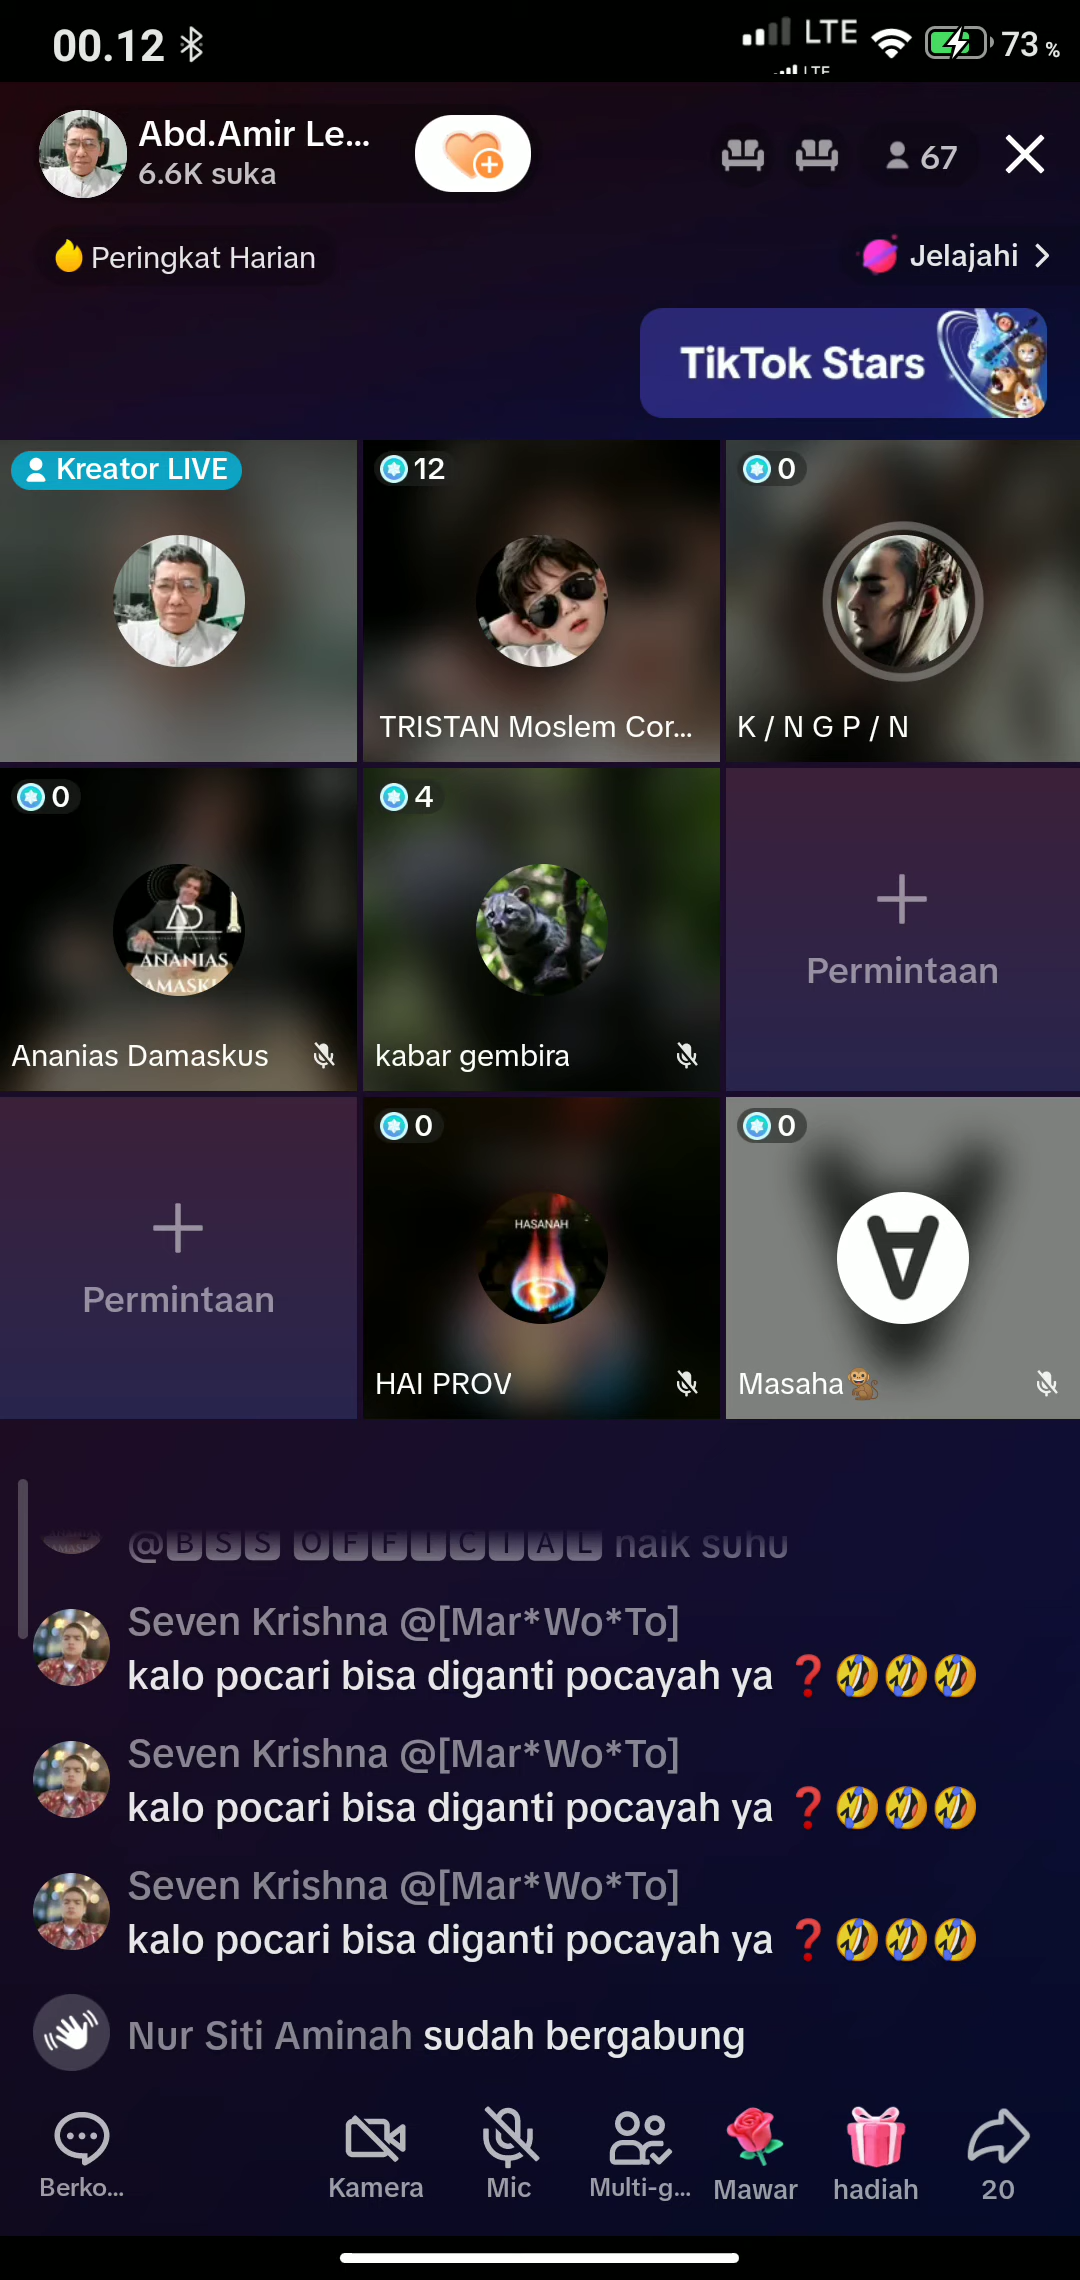 00.12 LTE 73 %
LTE
Abd.Amir Le...
6.6K suka
67
Peringkat Harian
Jelajahi
TikTok Stars
Kreator LIVE
12
0
TRISTAN Moslem Cor...
K / N G P / N
0
4
ANANIAS
Permintaan
Ananias Damaskus
kabar gembira
0
0
HASANAH
Permintaan
HAI PROV
Masaha🐒
@🅱🆂🆂 🅾🅵🅵🅸🅲🅸🅰🅻 naik suhu
Seven Krishna @[Mar*Wo*To]
kalo pocari bisa diganti pocayah ya ❓🤣🤣🤣
Seven Krishna @[Mar*Wo*To]
kalo pocari bisa diganti pocayah ya ❓🤣🤣🤣
Seven Krishna @[Mar*Wo*To]
kalo pocari bisa diganti pocayah ya ❓🤣🤣🤣
Nur Siti Aminah sudah bergabung
Berko...
Kamera
Mic
Multi-g...
Mawar
hadiah
20